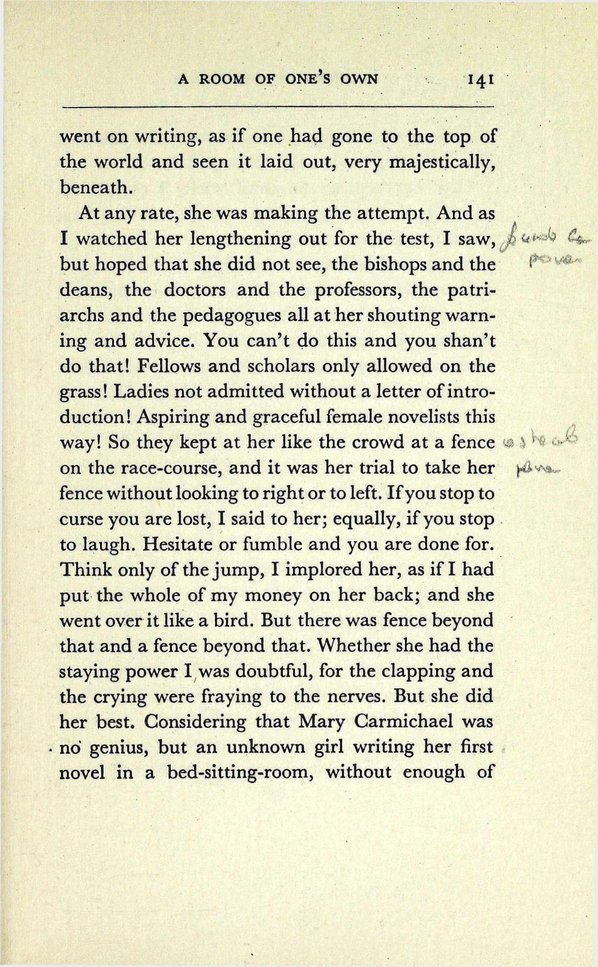 A ROOM OF ONE'S OWN 141
went on writing, as if one had gone to the top of
the world and seen it laid out, very majestically,
beneath.
At any rate, she was making the attempt. And as
I watched her lengthening out for the test, I saw,
but hoped that she did not see, the bishops and the
deans, the doctors and the professors, the patri-
archs and the pedagogues all at her shouting warn-
ing and advice. You can't do this and you shan't
do that! Fellows and scholars only allowed on the
grass! Ladies not admitted without a letter of intro-
duction! Aspiring and graceful female novelists this
way! So they kept at her like the crowd at a fence
on the race-course, and it was her trial to take her
fence without looking to right or to left. If you stop to
curse you are lost, I said to her; equally, if you stop
to laugh. Hesitate or fumble and you are done for.
Think only of the jump, I implored her, as if I had
put the whole of my money on her back; and she
went over it like a bird. But there was fence beyond
that and a fence beyond that. Whether she had the
staying power I was doubtful, for the clapping and
the crying were fraying to the nerves. But she did
her best. Considering that Mary Carmichael was
no genius, but an unknown girl writing her first
novel in a bed-sitting-room, without enough of